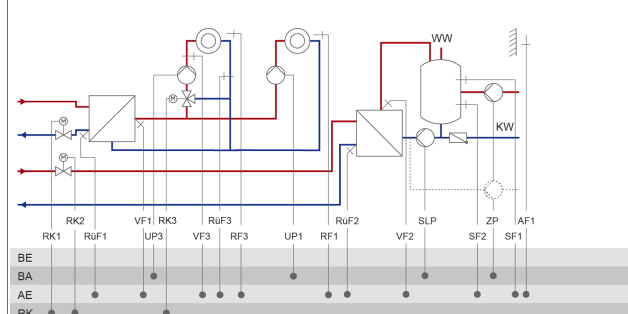 WW
M
M
KW
M
RK2 VF1 RK3 RüF3 RüF2 SLP ZP AF1
RK1 RüF1 UP3 VF3 RF3 UP1 RF1 VF2 SF2 SF1
BE
BA
AE
RK